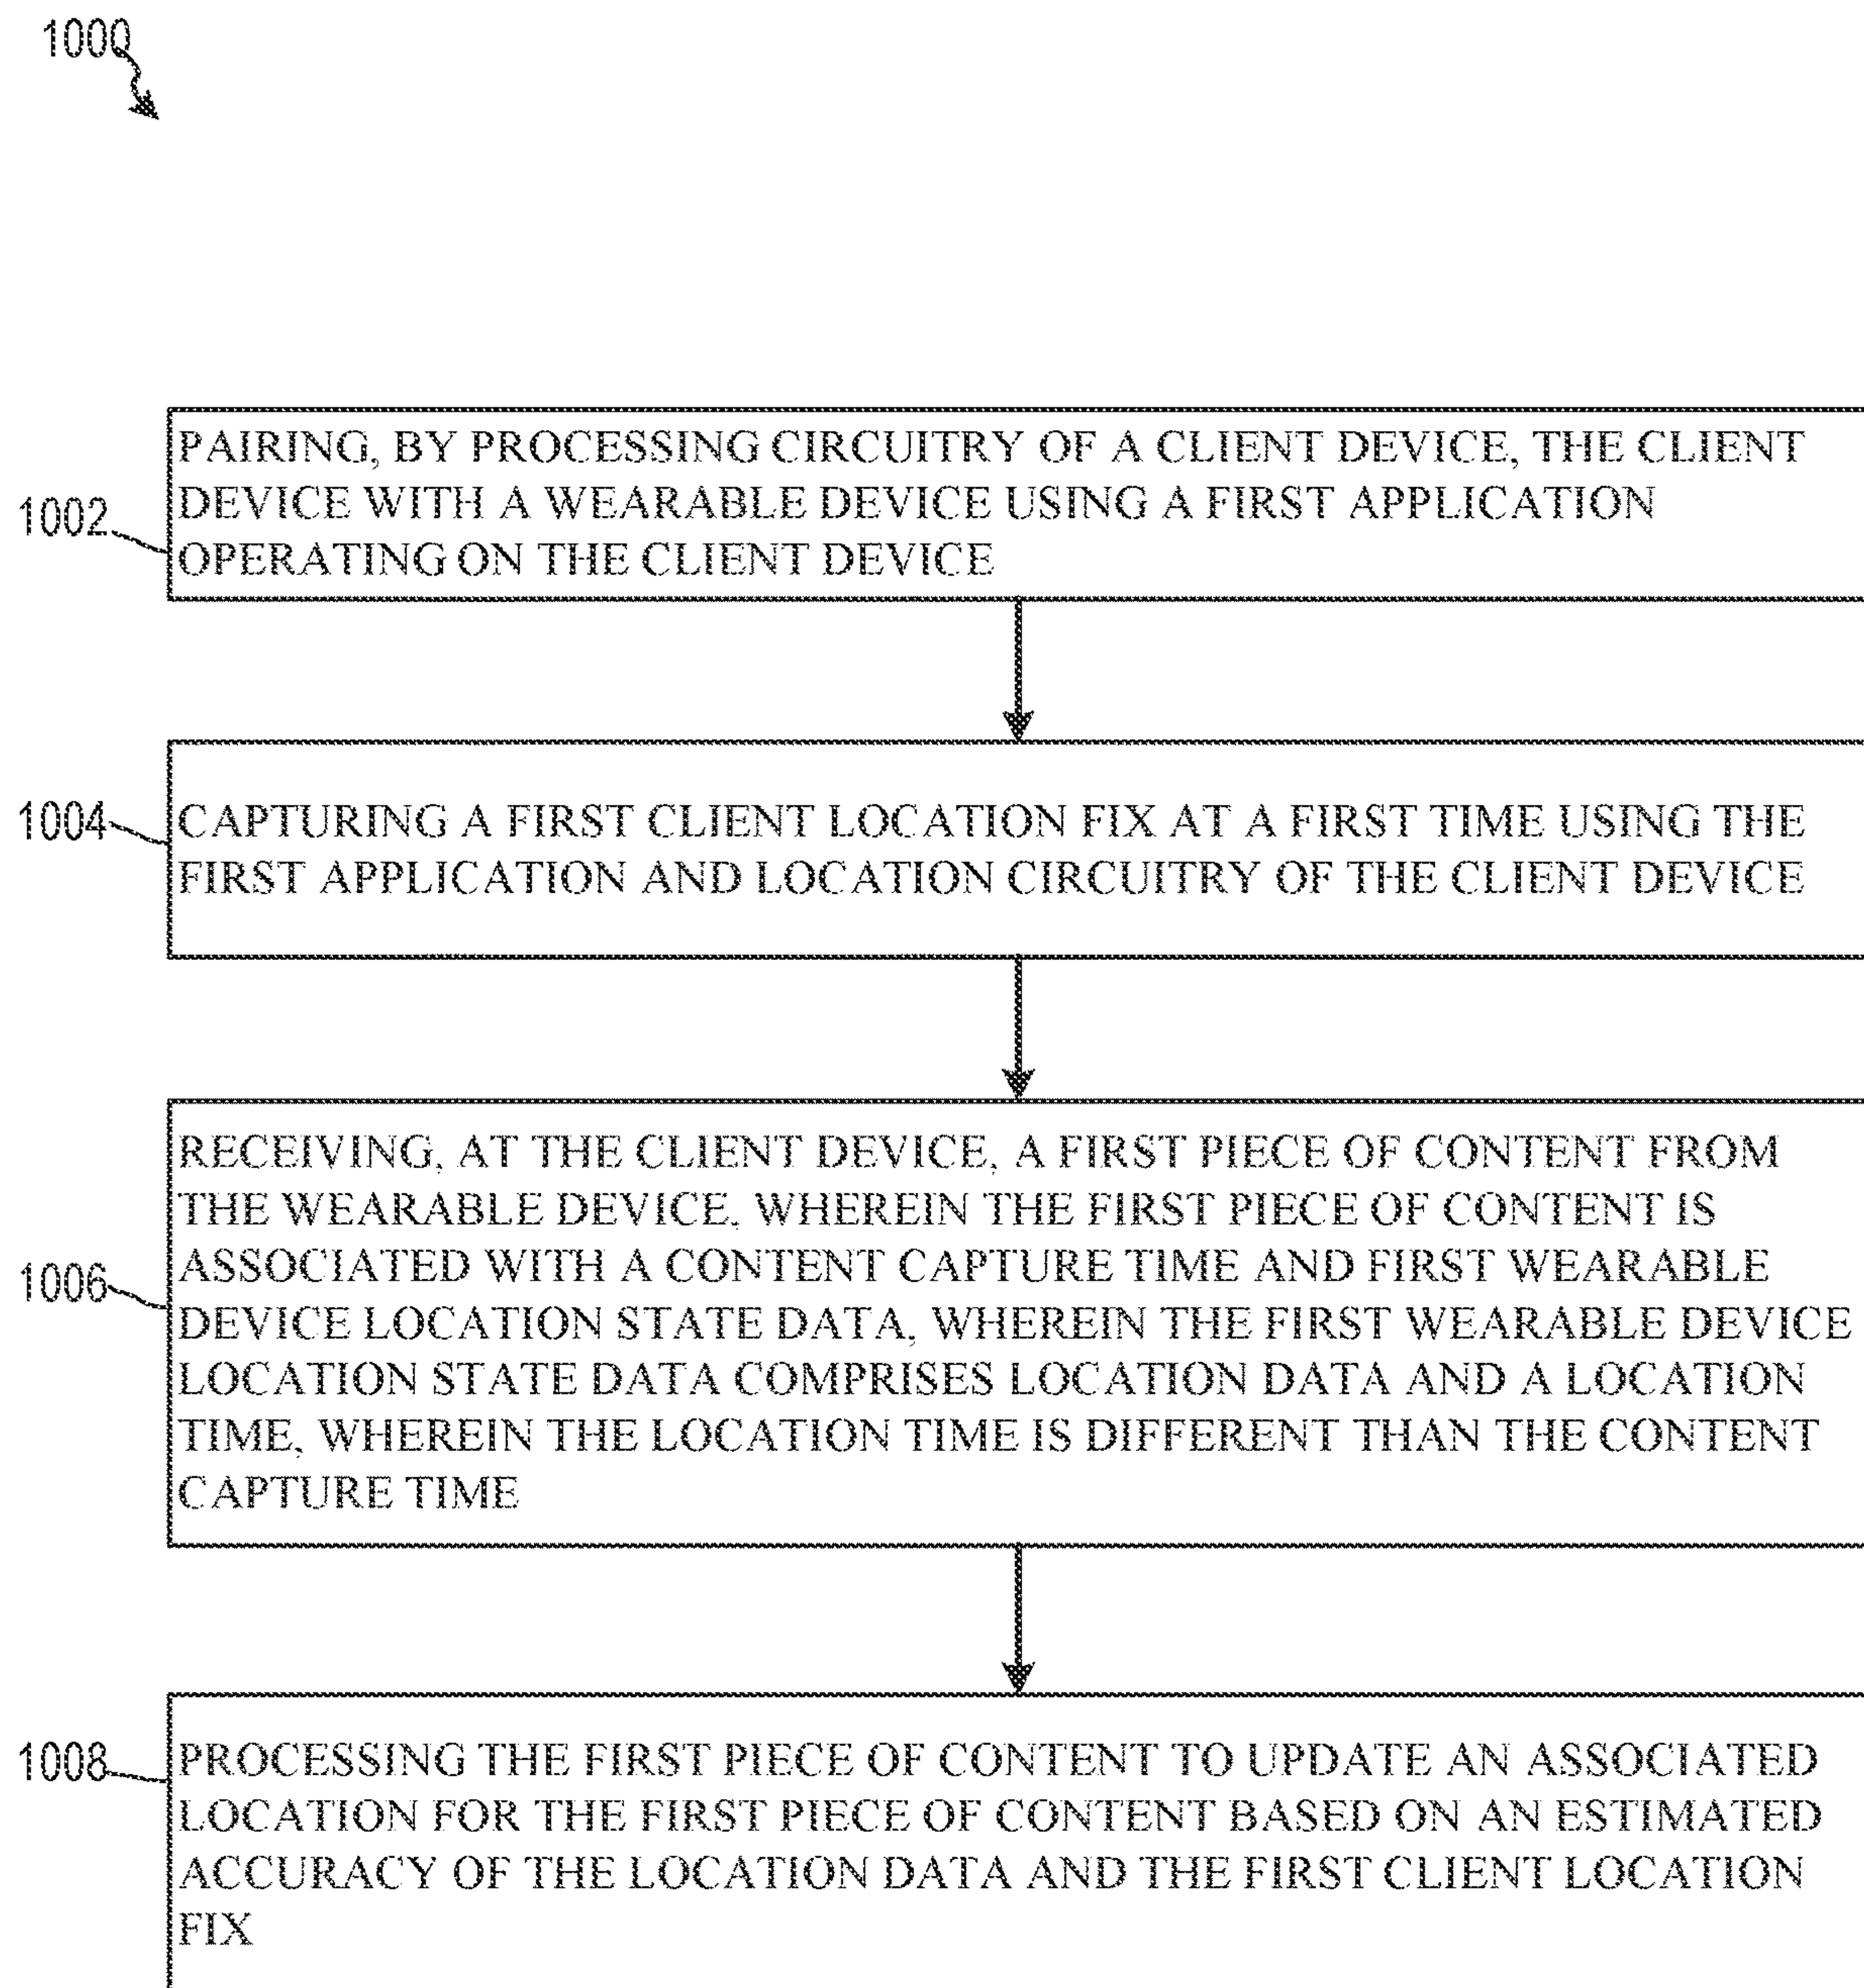 1000
1002
PAIRING, BY PROCESSING CIRCUITRY OF A CLIENT DEVICE, THE CLIENT
DEVICE WITH A WEARABLE DEVICE USING A FIRST APPLICATION
OPERATING ON THE CLIENT DEVICE
1004
CAPTURING A FIRST CLIENT LOCATION FIX AT A FIRST TIME USING THE
FIRST APPLICATION AND LOCATION CIRCUITRY OF THE CLIENT DEVICE
1006
RECEIVING, AT THE CLIENT DEVICE, A FIRST PIECE OF CONTENT FROM
THE WEARABLE DEVICE, WHEREIN THE FIRST PIECE OF CONTENT IS
ASSOCIATED WITH A CONTENT CAPTURE TIME AND FIRST WEARABLE
DEVICE LOCATION STATE DATA, WHEREIN THE FIRST WEARABLE DEVICE
LOCATION STATE DATA COMPRISES LOCATION DATA AND A LOCATION
TIME, WHEREIN THE LOCATION TIME IS DIFFERENT THAN THE CONTENT
CAPTURE TIME
1008
PROCESSING THE FIRST PIECE OF CONTENT TO UPDATE AN ASSOCIATED
LOCATION FOR THE FIRST PIECE OF CONTENT BASED ON AN ESTIMATED
ACCURACY OF THE LOCATION DATA AND THE FIRST CLIENT LOCATION
FIX